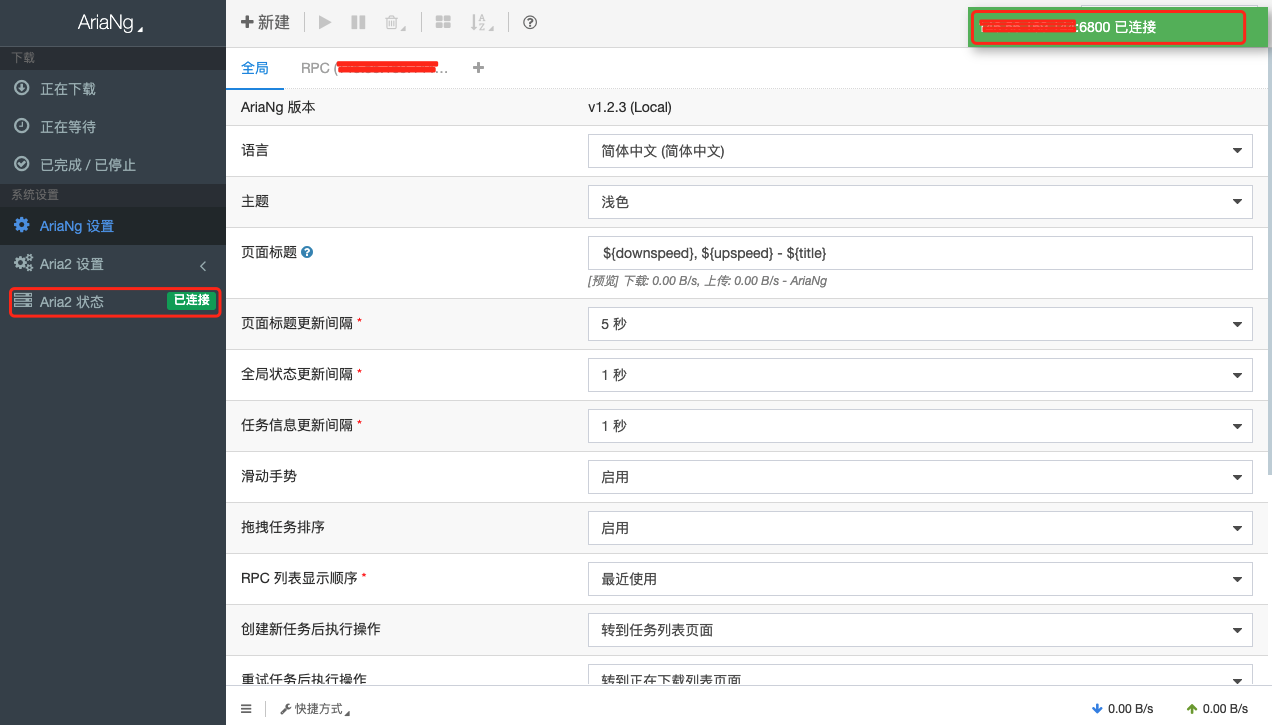 AriaNg
下载
正在下载
正在等待
已完成 / 已停止
系统设置
AriaNg 设置
Aria2 设置
Aria2 状态 已连接
新建
:6800 已连接
全局 RPC ( ...
AriaNg 版本 v1.2.3 (Local)
语言 简体中文 (简体中文)
主题 浅色
页面标题 ${downspeed}, ${upspeed} - ${title}
[预览] 下载: 0.00 B/s, 上传: 0.00 B/s - AriaNg
页面标题更新间隔 * 5 秒
全局状态更新间隔 * 1 秒
任务信息更新间隔 * 1 秒
滑动手势 启用
拖拽任务排序 启用
RPC 列表显示顺序 * 最近使用
创建新任务后执行操作 转到任务列表页面
重试任务后执行操作 转到正在下载列表页面
快捷方式 0.00 B/s 0.00 B/s